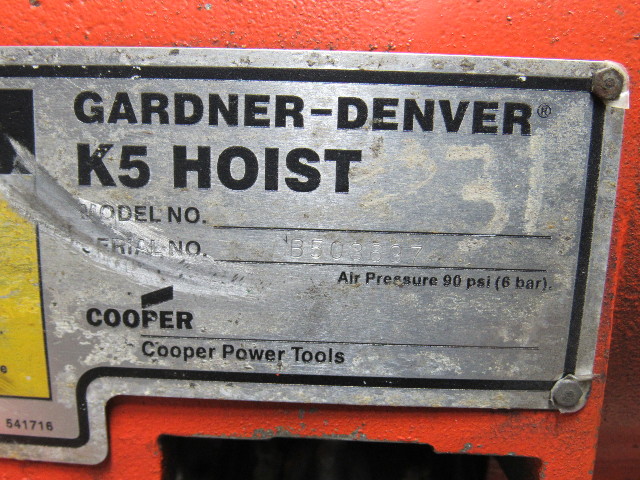 GARDNER-DENVER®
K5 HOIST
MODEL NO.
SERIAL NO.
Air Pressure 90 psi (6 bar).
COOPER
Cooper Power Tools
541716